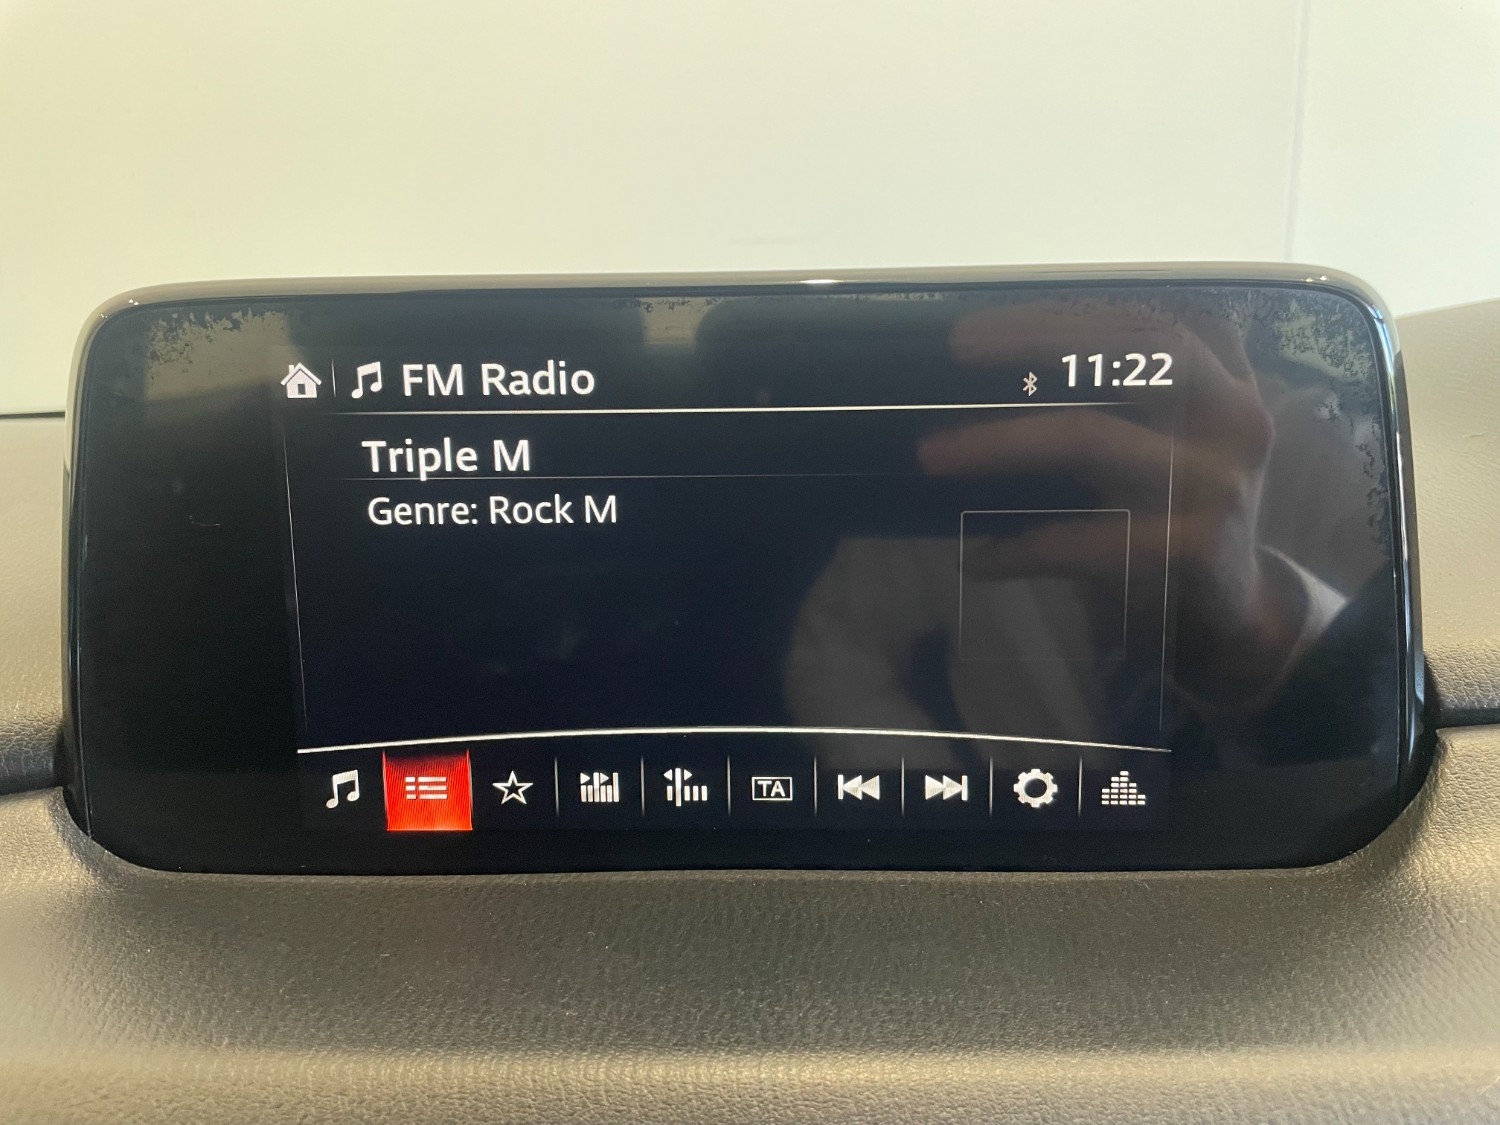 FM Radio
11:22
Triple M
Genre: Rock M
TA